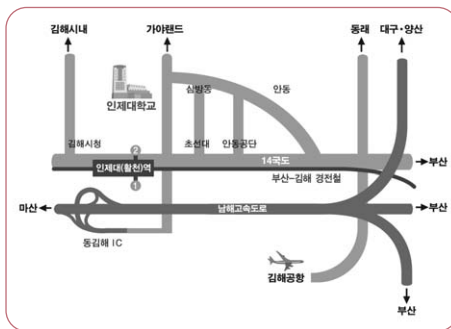 김해시내
가야랜드
동래
대구·양산
삼방동
안동
인제대학교
김해시청
2
초선대
안동공단
14국도
부산
인제대(활천)역
부산-김해 경전철
1
마산
남해고속도로
부산
동김해 IC
김해공항
부산